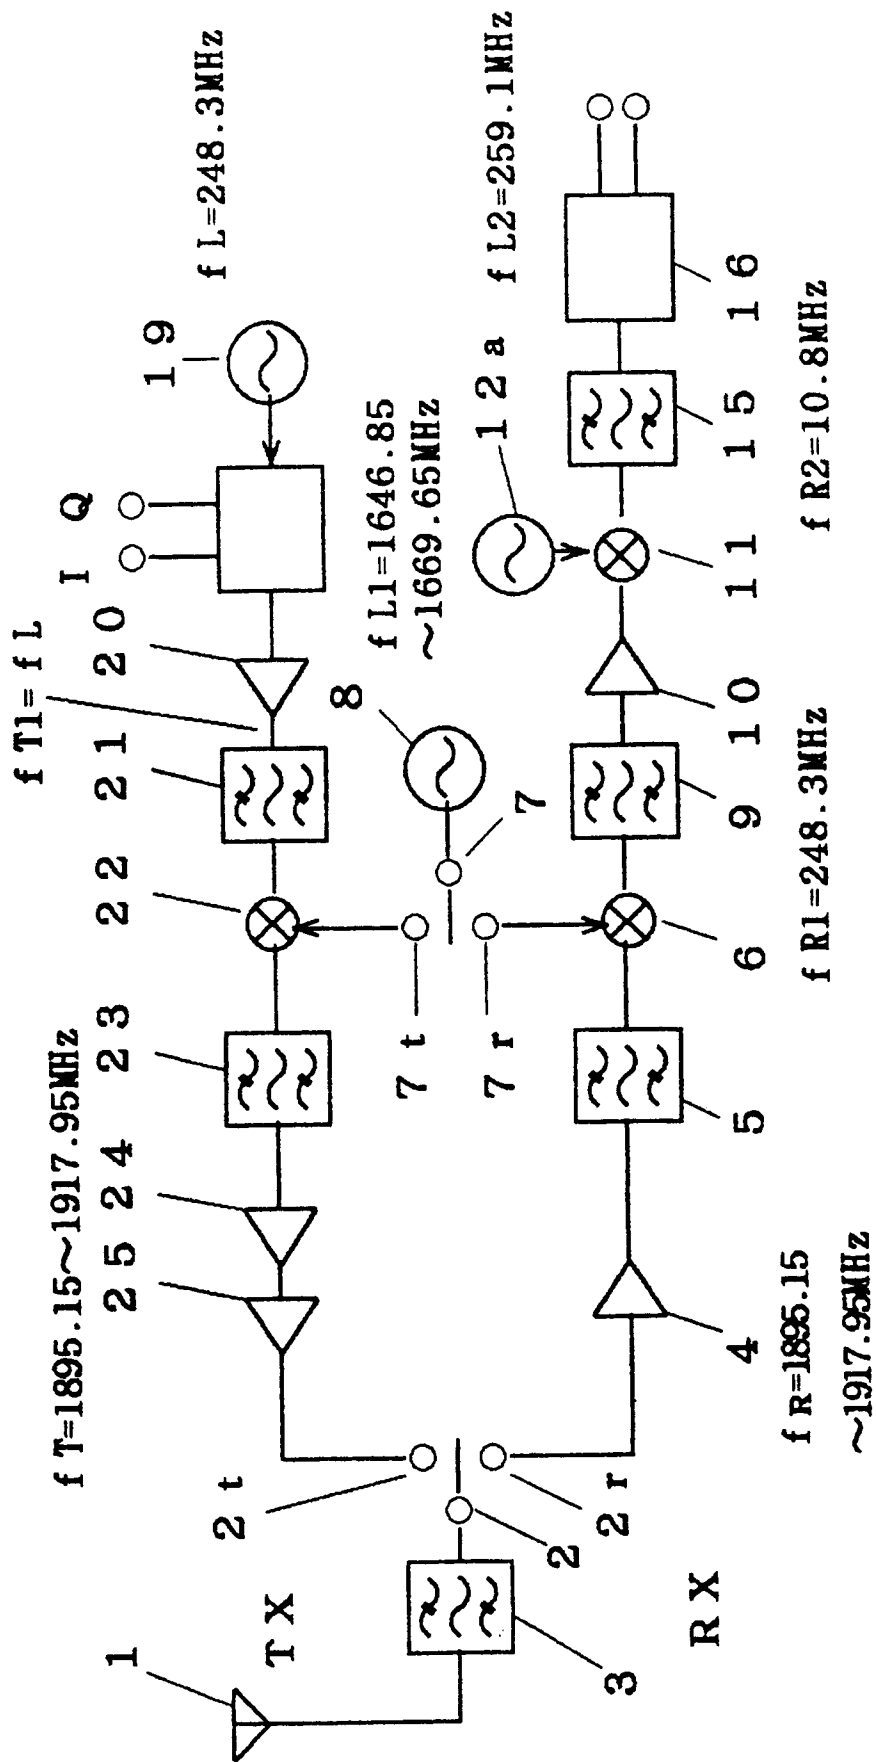 f L=248.3MHz
1 9
I Q
f T1=f L
2 0
2 1
2 2
2 3
2 4
2 5
f T=1895.15～1917.95MHz
f L1=1646.85
～1669.65MHz
8
7
7 t
7 r
2 t
2
2 r
1
T X
3
R X
f L2=259.1MHz
1 2 a
1 6
1 5
f R2=10.8MHz
1 1
1 0
9
f R1=248.3MHz
6
5
4
f R=1895.15
～1917.95MHz